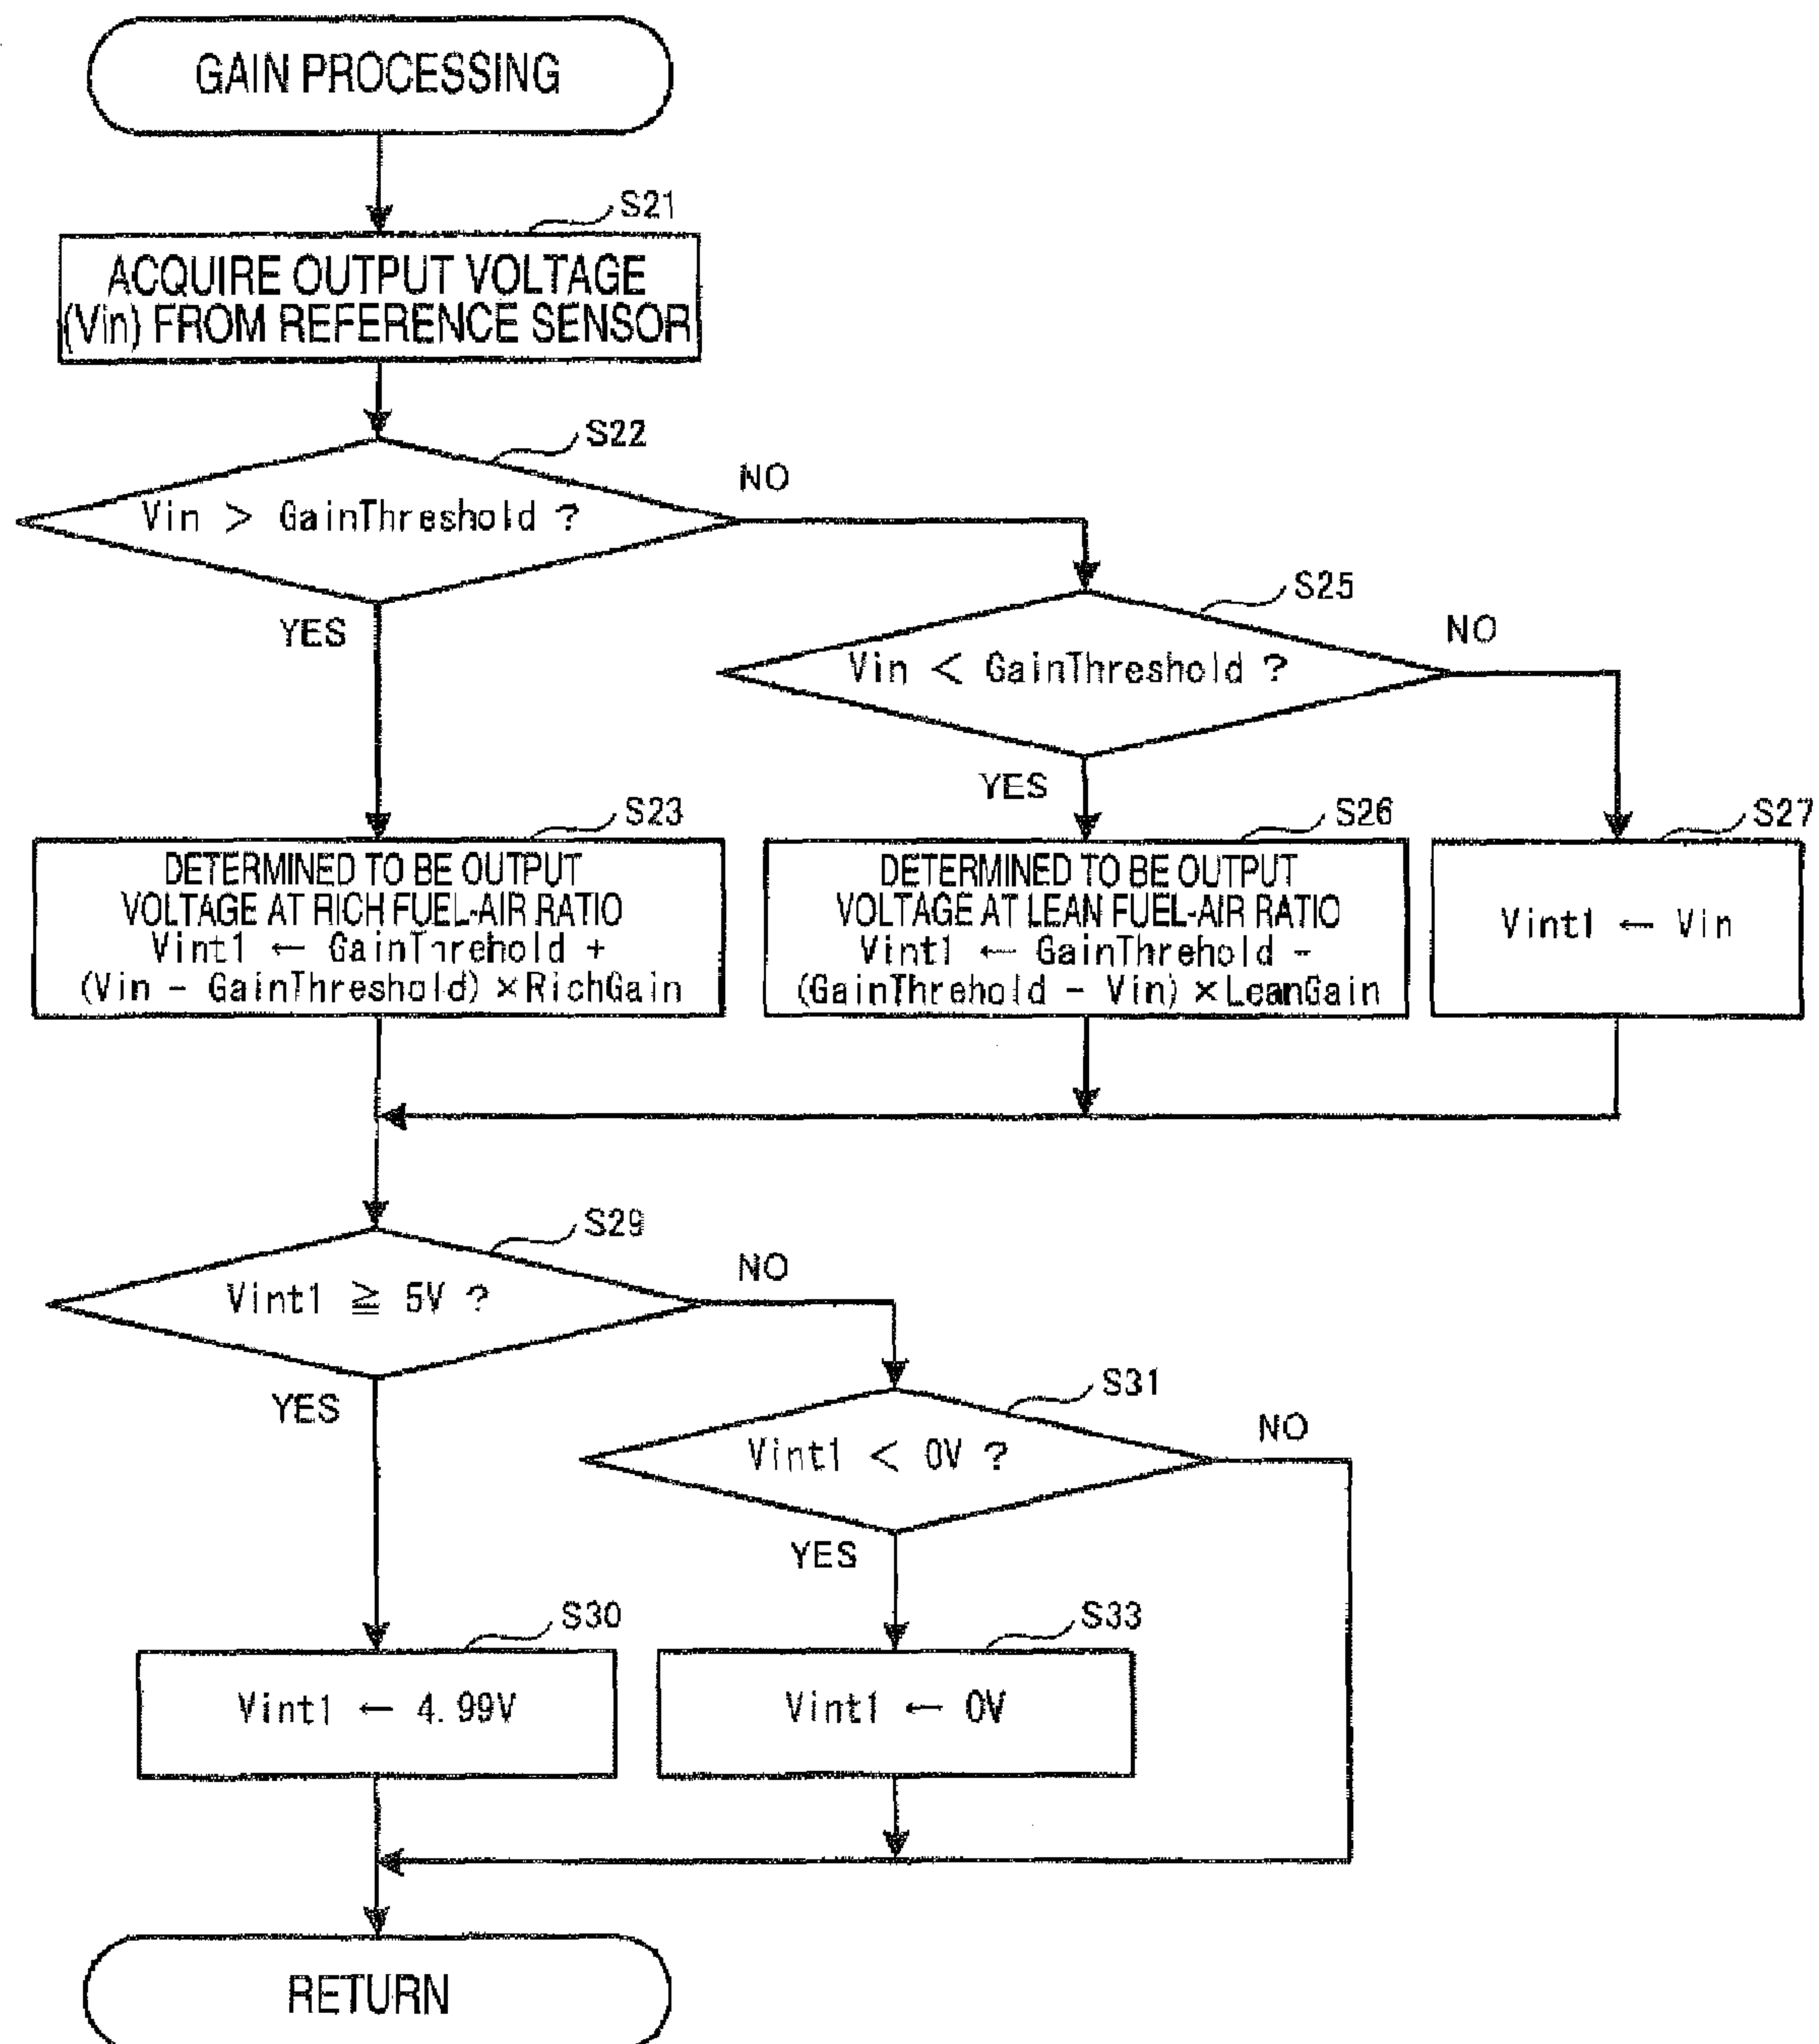 GAIN PROCESSING
S21
ACQUIRE OUTPUT VOLTAGE
(Vin) FROM REFERENCE SENSOR
S22
Vin > GainThreshold ?
NO
YES
S25
Vin < GainThreshold ?
NO
YES
S23
DETERMINED TO BE OUTPUT
VOLTAGE AT RICH FUEL-AIR RATIO
Vint1 ← GainThrehold +
(Vin - GainThreshold) ×RichGain
S26
DETERMINED TO BE OUTPUT
VOLTAGE AT LEAN FUEL-AIR RATIO
Vint1 ← GainThrehold -
(GainThrehold - Vin) ×LeanGain
S27
Vint1 ← Vin
S29
Vint1 ≧ 5V ?
NO
YES
S31
Vint1 < 0V ?
NO
YES
S30
Vint1 ← 4.99V
S33
Vint1 ← 0V
RETURN